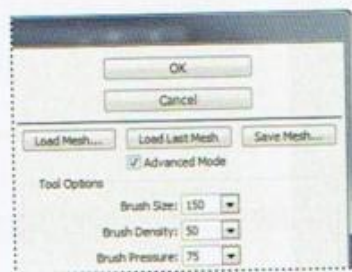 OK
Cancel
Load Mesh... Load Last Mesh Save Mesh...
Advanced Mode
Tool Options
Brush Size: 150
Brush Density: 50
Brush Pressure: 75